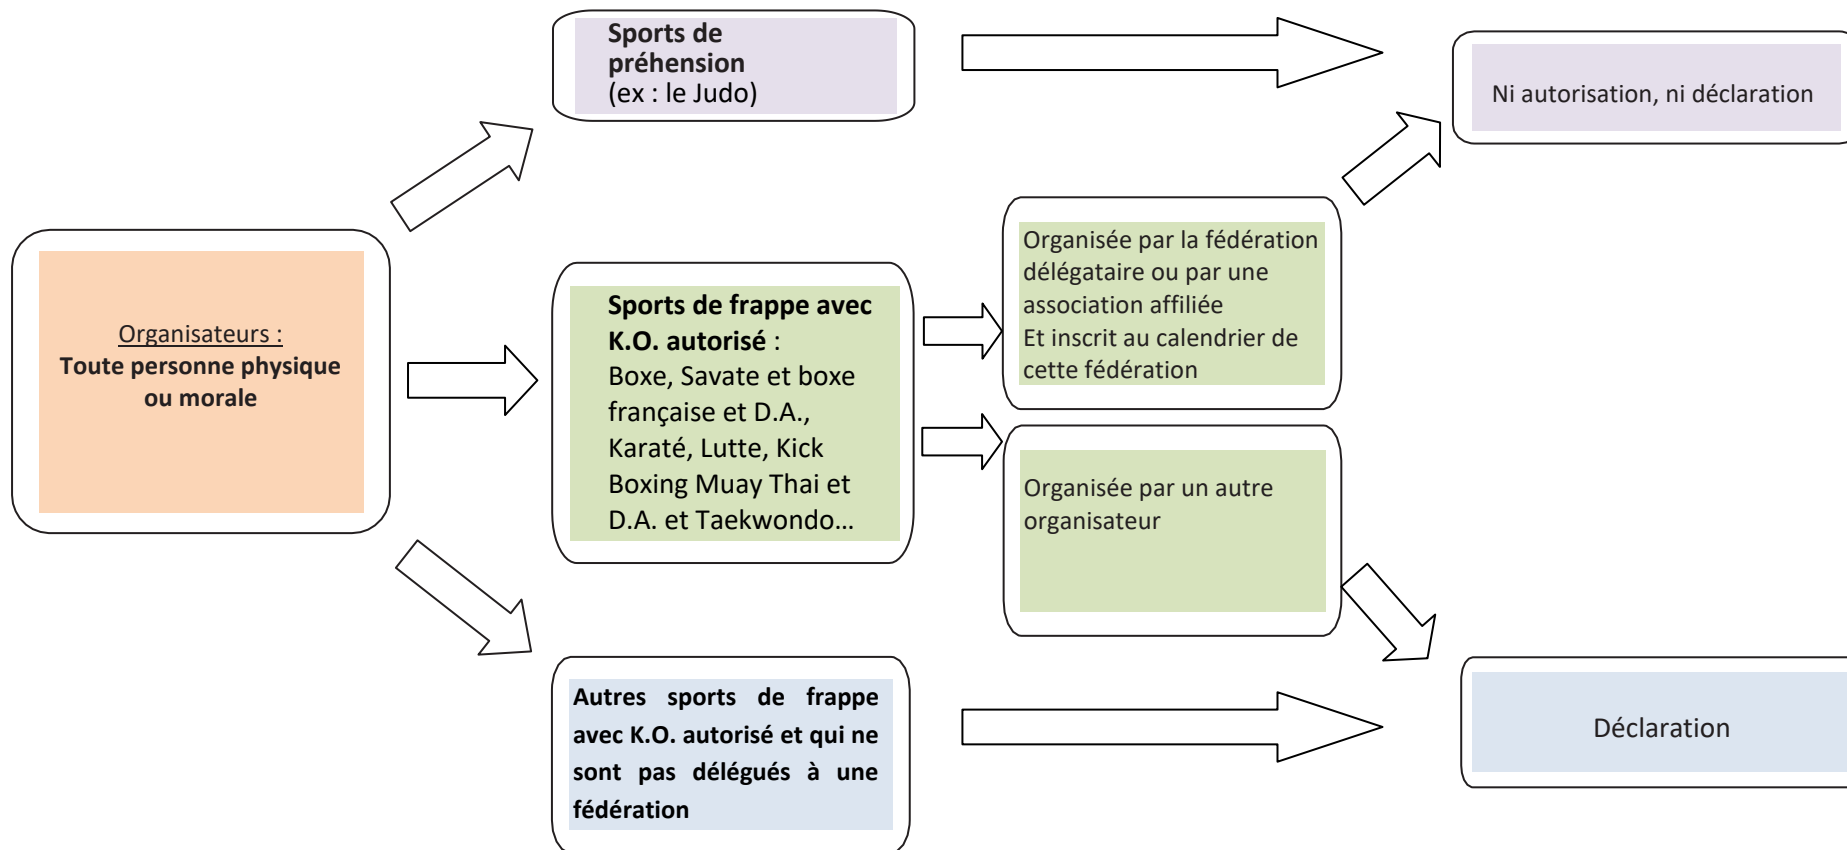 Sports de
préhension
(ex : le Judo)
Ni autorisation, ni déclaration
Organisateurs :
Toute personne physique
ou morale
Sports de frappe avec
K.O. autorisé :
Boxe, Savate et boxe
française et D.A.,
Karaté, Lutte, Kick
Boxing Muay Thai et
D.A. et Taekwondo…
Organisée par la fédération
délégataire ou par une
association affiliée
Et inscrit au calendrier de
cette fédération
Organisée par un autre
organisateur
Autres sports de frappe
avec K.O. autorisé et qui ne
sont pas délégués à une
fédération
Déclaration